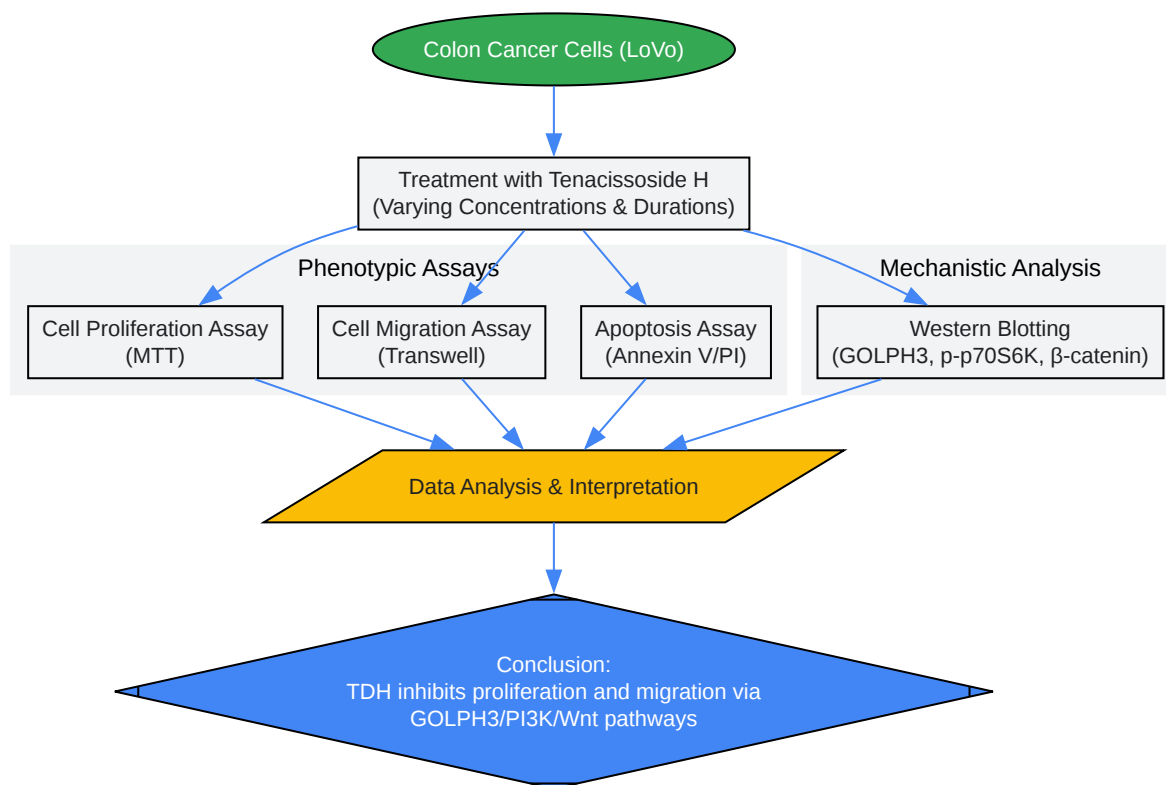 Colon Cancer Cells (LoVo)
Treatment with Tenacissoside H
(Varying Concentrations & Durations)
Phenotypic Assays
Mechanistic Analysis
Cell Proliferation Assay
(MTT)
Cell Migration Assay
(Transwell)
Apoptosis Assay
(Annexin V/PI)
Western Blotting
(GOLPH3, p-p70S6K, β-catenin)
Data Analysis & Interpretation
Conclusion:
TDH inhibits proliferation and migration via
GOLPH3/PI3K/Wnt pathways